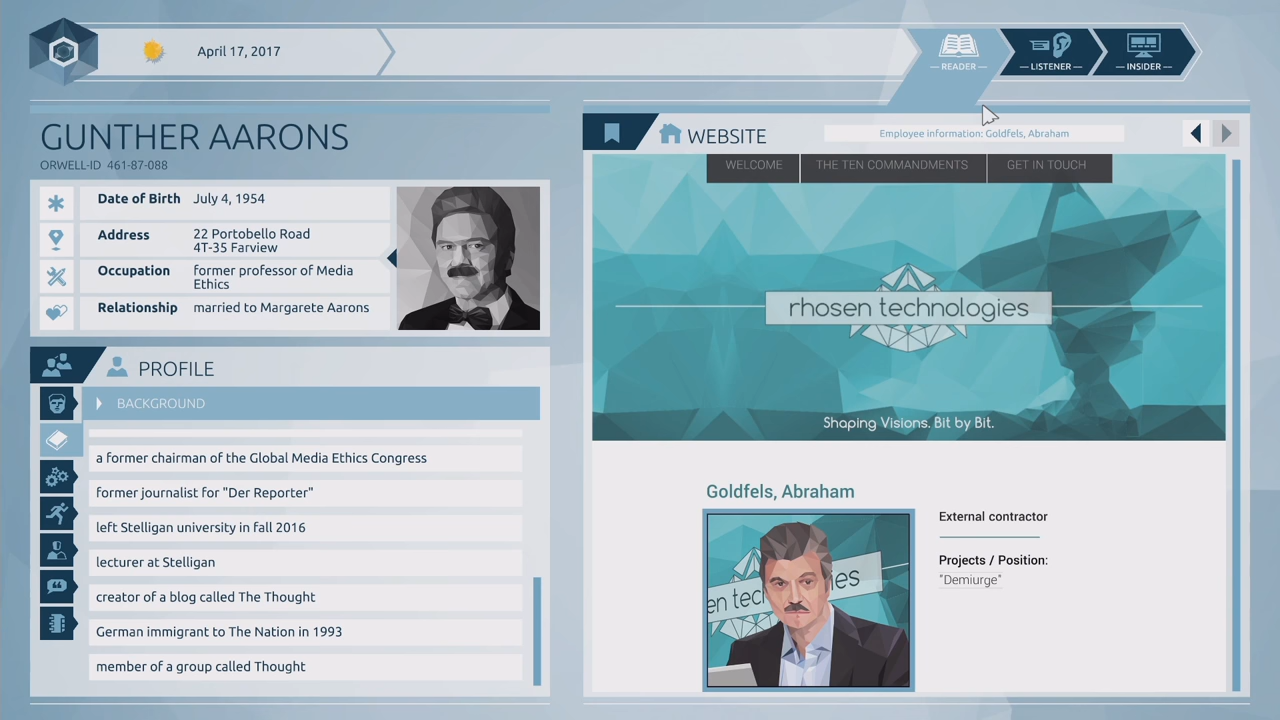 April 17, 2017
— READER —
— LISTENER —
— INSIDER —
GUNTHER AARONS
ORWELL-ID 461-87-088
Date of Birth July 4, 1954
Address 22 Portobello Road
4T-35 Farview
Occupation former professor of Media
Ethics
Relationship married to Margarete Aarons
PROFILE
BACKGROUND
a former chairman of the Global Media Ethics Congress
former journalist for "Der Reporter"
left Stelligan university in fall 2016
lecturer at Stelligan
creator of a blog called The Thought
German immigrant to The Nation in 1993
member of a group called Thought
WEBSITE
Employee information: Goldfels, Abraham
WELCOME
THE TEN COMMANDMENTS
GET IN TOUCH
rhosen technologies
Shaping Visions. Bit by Bit.
Goldfels, Abraham
en tec
ies
External contractor
Projects / Position:
"Demiurge"